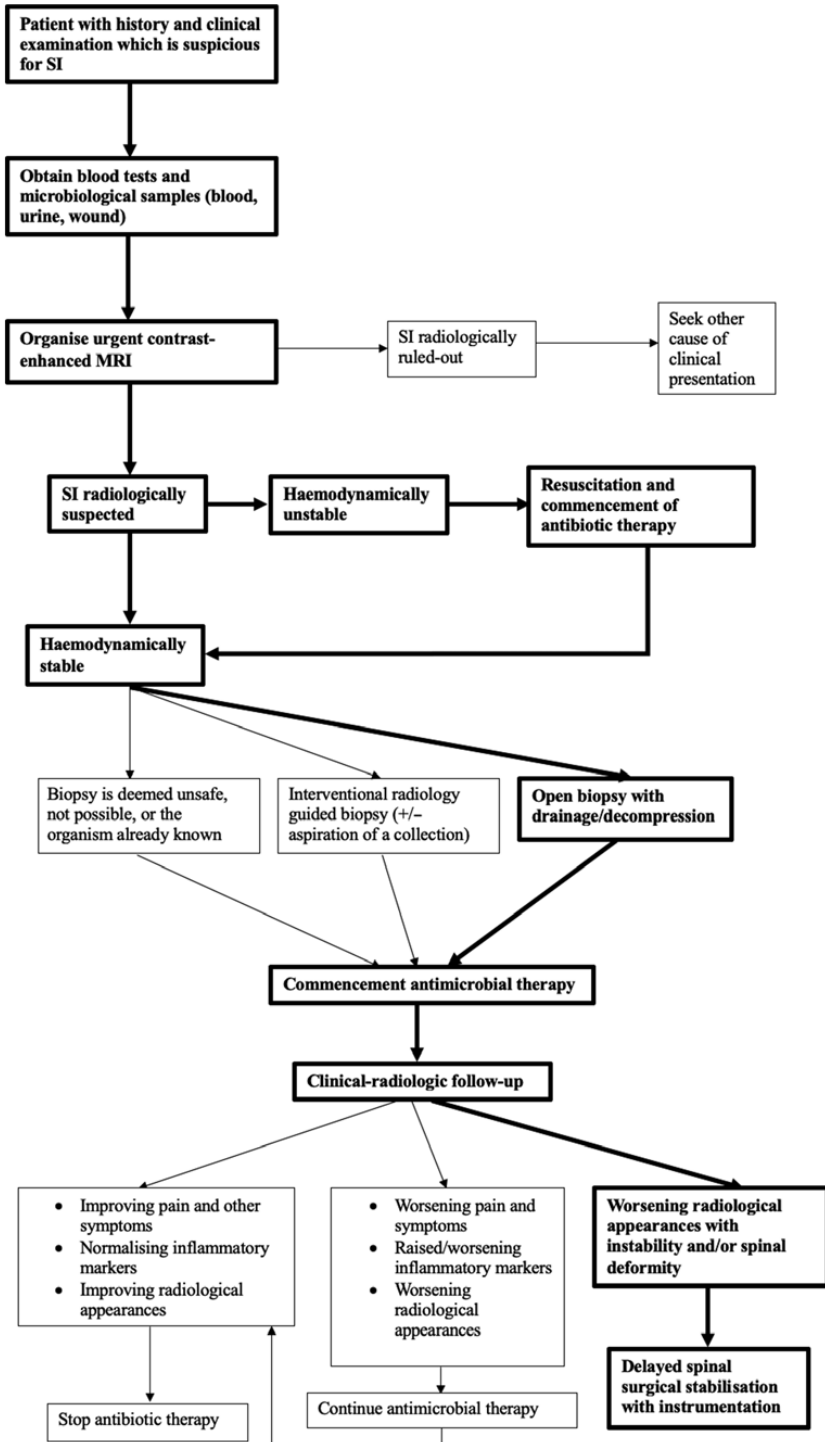 Patient with history and clinical
examination which is suspicious
for SI
Obtain blood tests and
microbiological samples (blood,
urine, wound)
Organise urgent contrast-
enhanced MRI
SI radiologically
ruled-out
Seek other
cause of
clinical
presentation
SI radiologically
suspected
Haemodynamically
unstable
Resuscitation and
commencement of
antibiotic therapy
Haemodynamically
stable
Biopsy is deemed unsafe,
not possible, or the
organism already known
Interventional radiology
guided biopsy (+/−
aspiration of a collection)
Open biopsy with
drainage/decompression
Commencement antimicrobial therapy
Clinical-radiologic follow-up
• Improving pain and other
symptoms
• Normalising inflammatory
markers
• Improving radiological
appearances
• Worsening pain and
symptoms
• Raised/worsening
inflammatory markers
• Worsening
radiological
appearances
Worsening radiological
appearances with
instability and/or spinal
deformity
Stop antibiotic therapy
Continue antimicrobial therapy
Delayed spinal
surgical stabilisation
with instrumentation